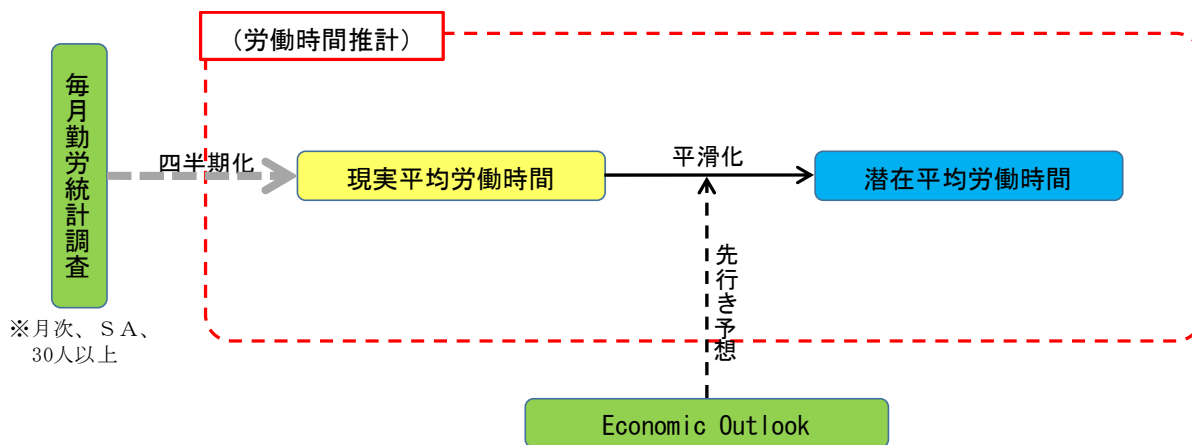 （労働時間推計）
毎月勤労統計調査
四半期化
現実平均労働時間
平滑化
潜在平均労働時間
先行き予想
※月次、ＳＡ、
30人以上
Economic Outlook